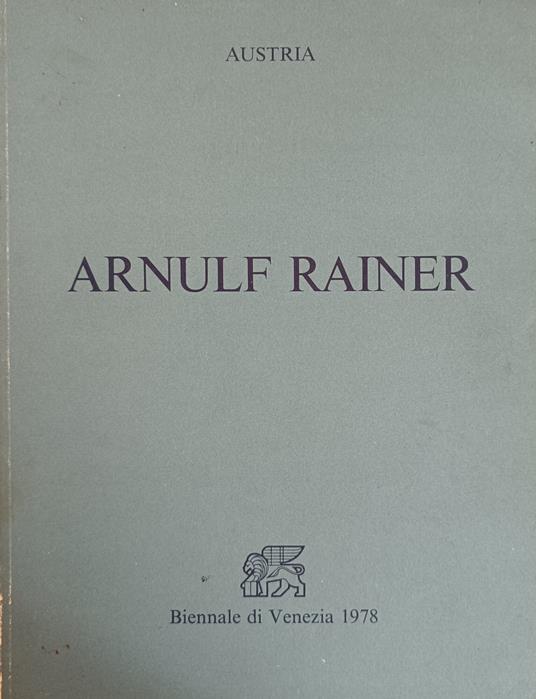 AUSTRIA
ARNULF RAINER
Biennale di Venezia 1978